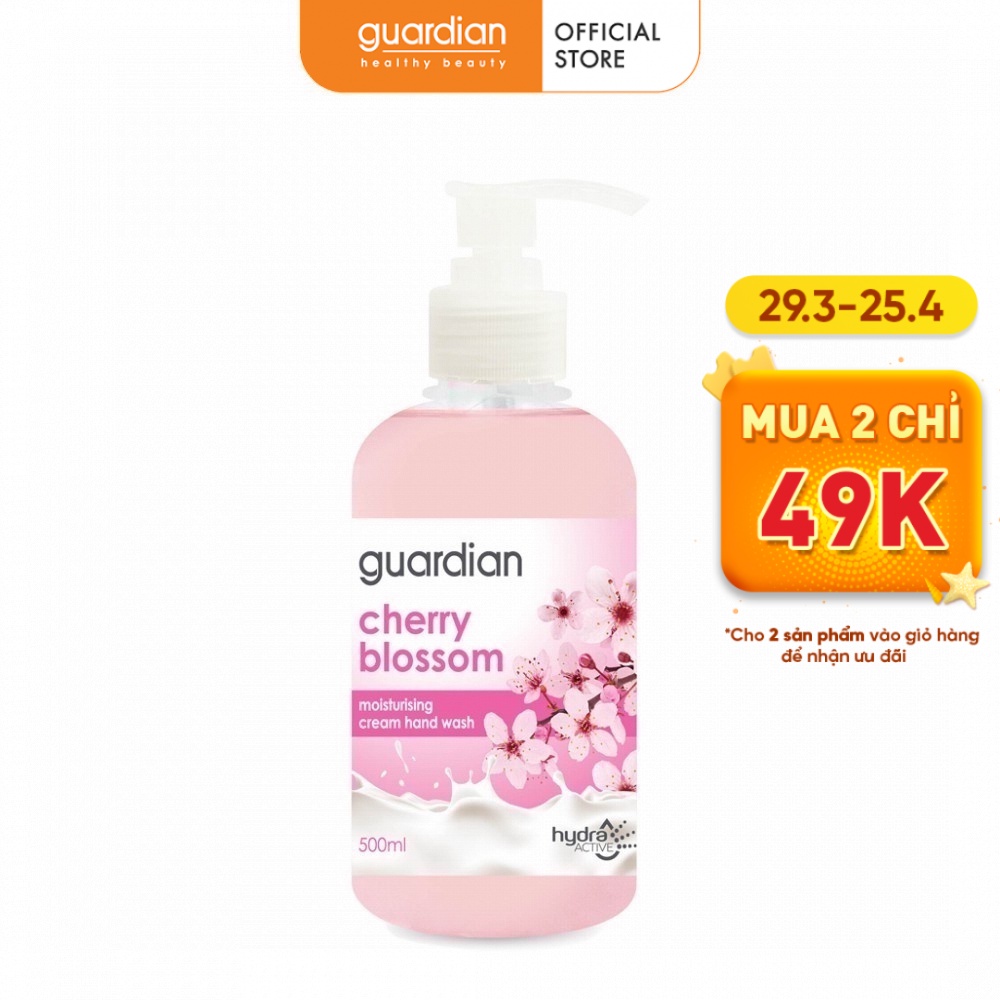 guardian
healthy beauty
OFFICIAL
STORE
29.3-25.4
MUA 2 CHỈ
49K
*Cho 2 sản phẩm vào giỏ hàng
để nhận ưu đãi
guardian
cherry
blossom
moisturising
cream hand wash
500ml
hydra
ACTIVE